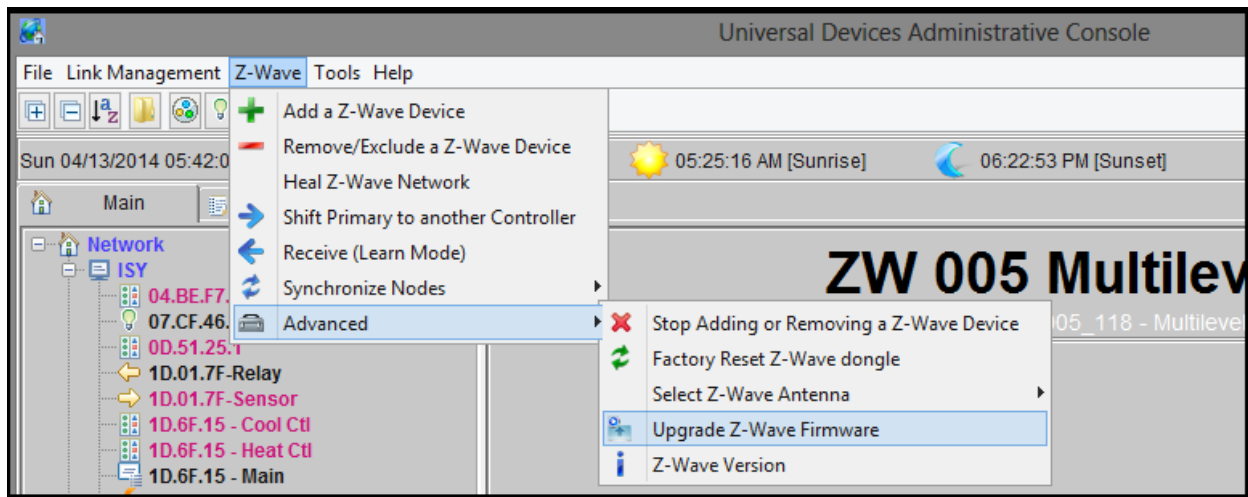 Universal Devices Administrative Console
File Link Management Z-Wave Tools Help
Sun 04/13/2014 05:42:0
05:25:16 AM [Sunrise]
06:22:53 PM [Sunset]
Main
Add a Z-Wave Device
Remove/Exclude a Z-Wave Device
Heal Z-Wave Network
Shift Primary to another Controller
Receive (Learn Mode)
Synchronize Nodes
Advanced
Stop Adding or Removing a Z-Wave Device
Factory Reset Z-Wave dongle
Select Z-Wave Antenna
Upgrade Z-Wave Firmware
Z-Wave Version
Network
ISY
04.BE.F7.
07.CF.46.
0D.51.25.1
1D.01.7F-Relay
1D.01.7F-Sensor
1D.6F.15 - Cool Ctl
1D.6F.15 - Heat Ctl
1D.6F.15 - Main
ZW 005 Multilev
05_118 - Multileve